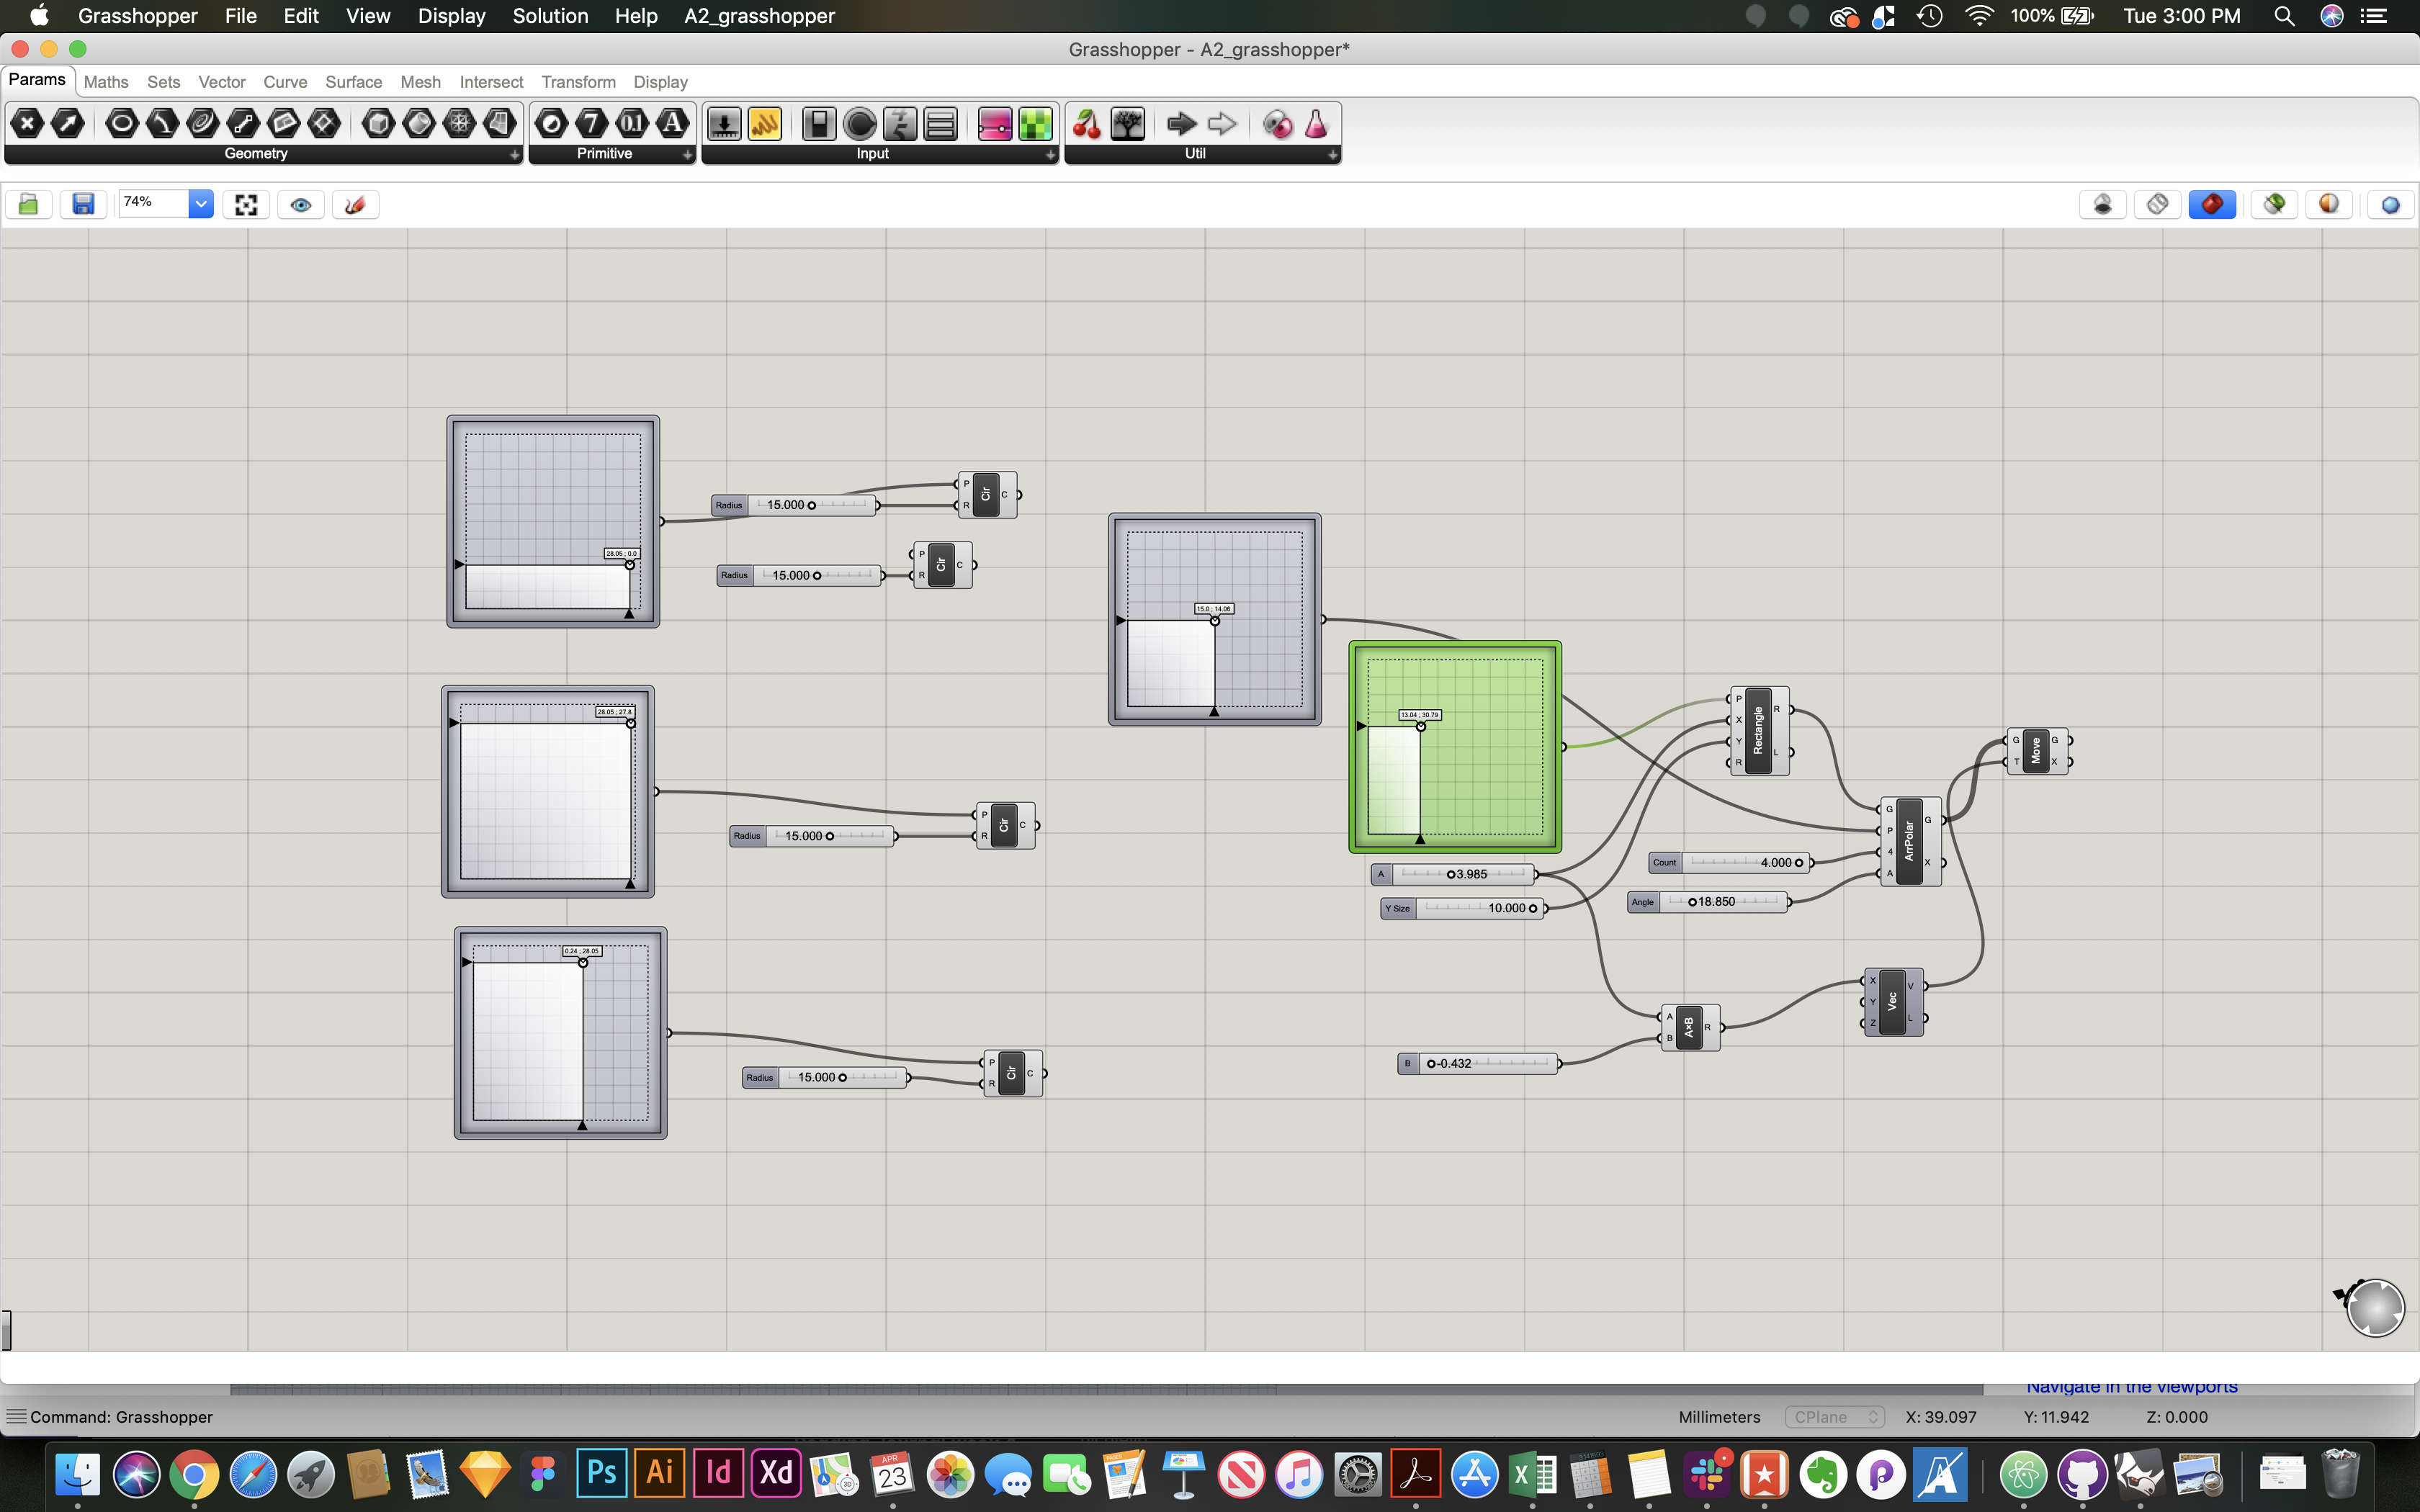 Grasshopper File Edit View Display Solution Help A2_grasshopper 100% Tue 3:00 PM
Grasshopper - A2_grasshopper*
Params Maths Sets Vector Curve Surface Mesh Intersect Transform Display
7 0.1 A
Geometry Primitive Input Util
74%
28.05 ; 0.0
Radius 15.000
P R Cir C
Radius 15.000
P R Cir C
28.05 ; 27.8
Radius 15.000
P R Cir C
0.24 ; 28.05
Radius 15.000
P R Cir C
15.0 ; 14.06
13.04 ; 30.79
A 3.985
Y Size 10.000
P X Y R Rectangle R L
Count 4.000
Angle 18.850
G P 4 A ArrPolar G X
G T Move G X
B -0.432
A B A×B R
X Y Z Vec V L
Navigate in the viewports
Command: Grasshopper
Millimeters CPlane X: 39.097 Y: 11.942 Z: 0.000
Ps Ai Id Xd 3D APR 23